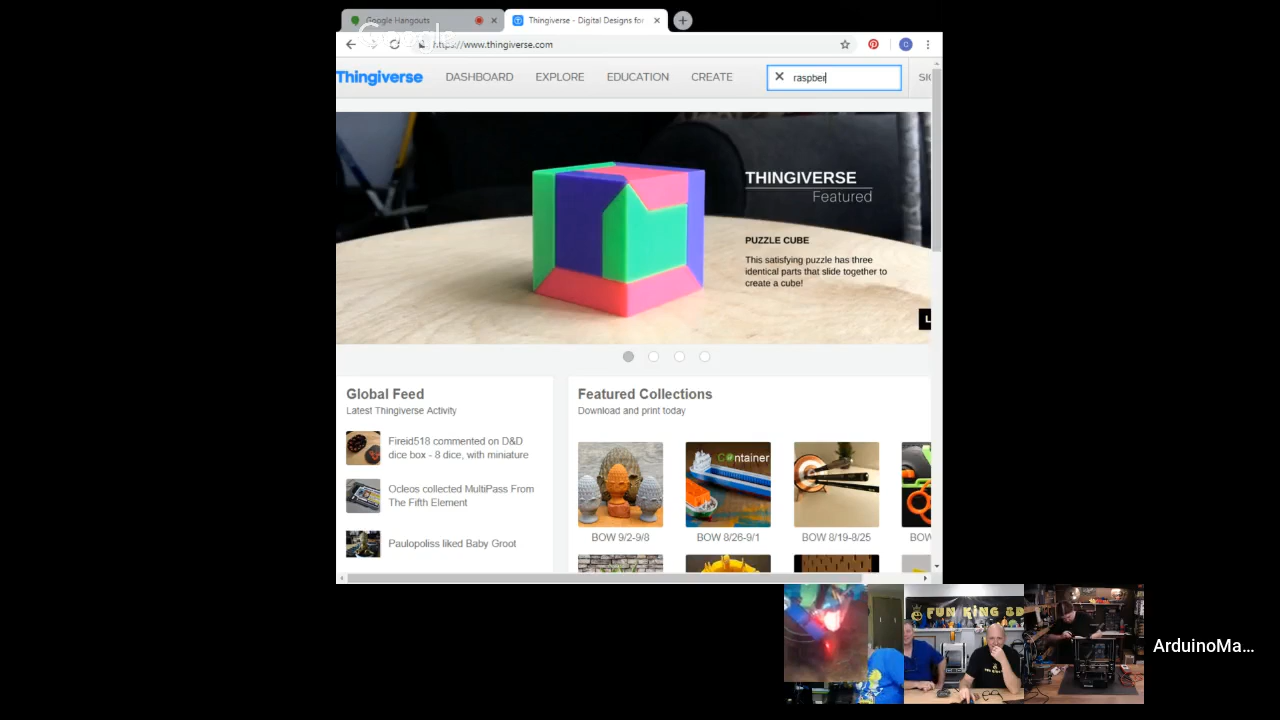 Google Hangouts
Thingiverse - Digital Designs for
Google
https://www.thingiverse.com
Thingiverse
DASHBOARD
EXPLORE
EDUCATION
CREATE
raspber
THINGIVERSE
Featured
PUZZLE CUBE
This satisfying puzzle has three
identical parts that slide together to
create a cube!
Global Feed
Latest Thingiverse Activity
Fireid518 commented on D&D
dice box - 8 dice, with miniature
Ocleos collected MultiPass From
The Fifth Element
Paulopoliss liked Baby Groot
Featured Collections
Download and print today
Container
BOW 9/2-9/8
BOW 8/26-9/1
BOW 8/19-8/25
FUN KING 3D
ArduinoMa...